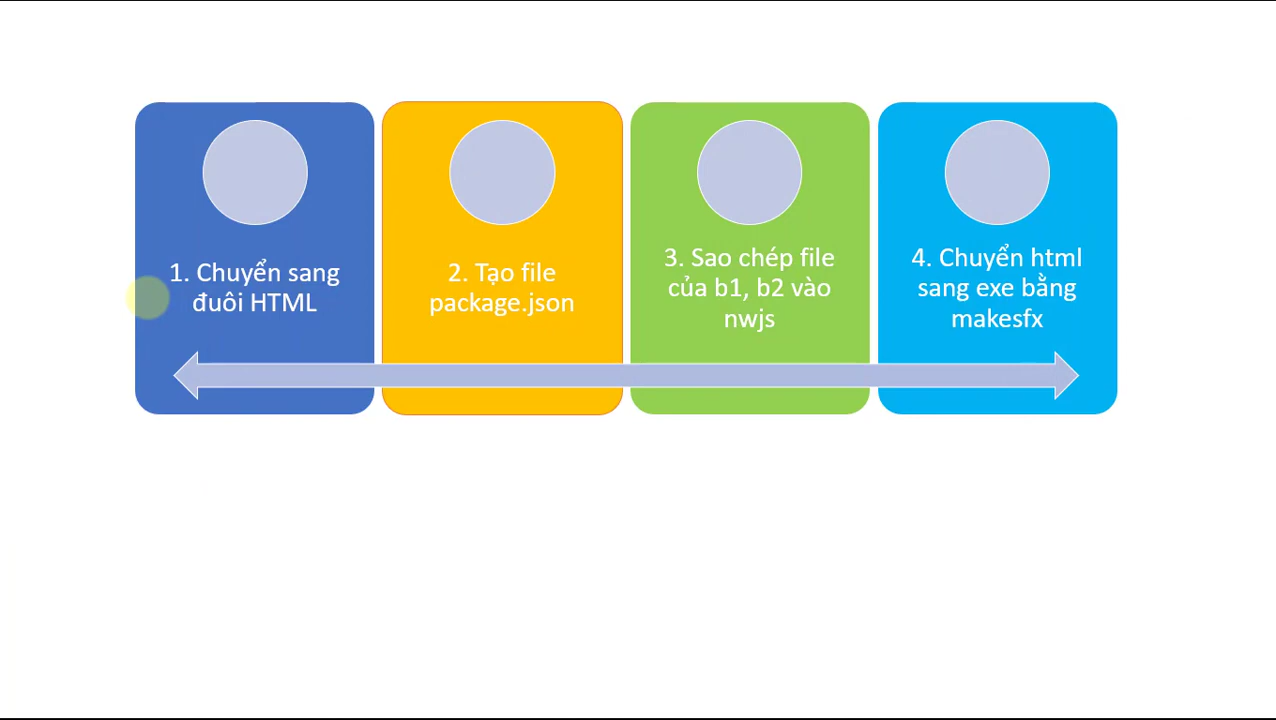 1. Chuyển sang
đuôi HTML
2. Tạo file
package.json
3. Sao chép file
của b1, b2 vào
nwjs
4. Chuyển html
sang exe bằng
makesfx